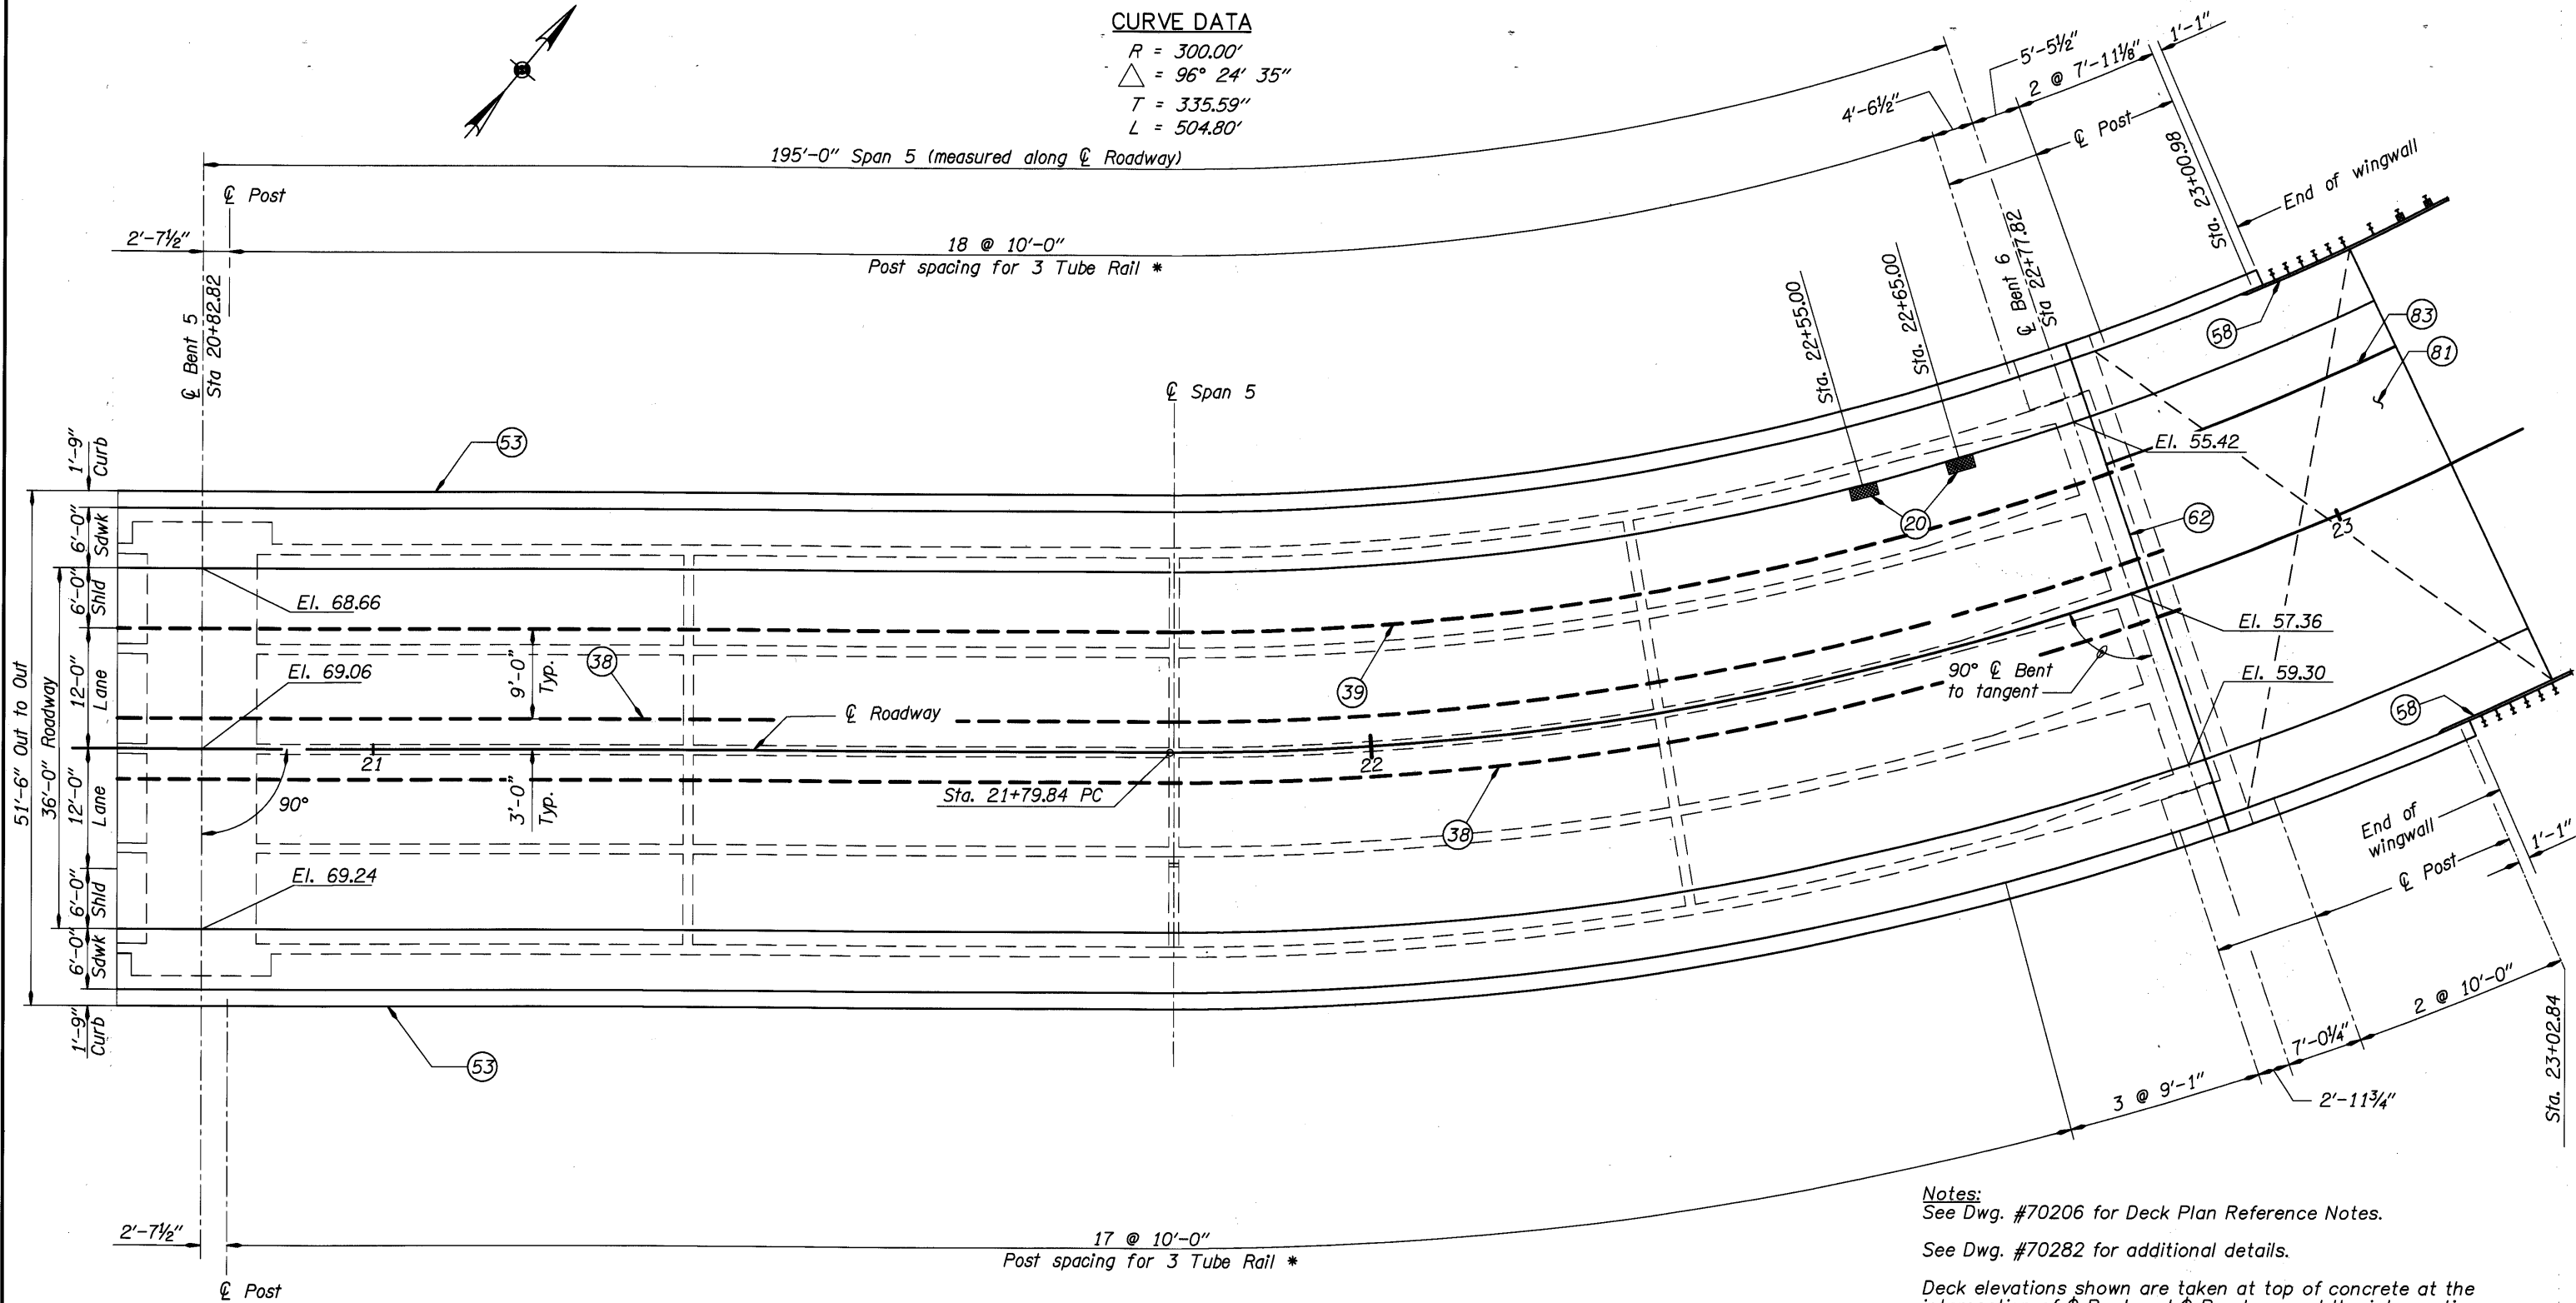 CURVE DATA
R = 300.00'
△ = 96° 24' 35"
T = 335.59"
L = 504.80'
195'-0" Span 5 (measured along ℄ Roadway)
℄ Post
2'-7½"
18 @ 10'-0"
Post spacing for 3 Tube Rail *
4'-6½"
5'-5½"
2 @ 7'-11⅛"
1'-1"
℄ Post
Sta. 23+00.98
End of wingwall
℄ Bent 5
Sta 20+82.82
℄ Bent 6
Sta 22+77.82
Sta. 22+55.00
Sta. 22+65.00
℄ Span 5
58
83
81
53
20
62
El. 55.42
23
1'-9"
Curb
6'-0"
Sdwk
6'-0"
Shld
12'-0"
Lane
12'-0"
Lane
6'-0"
Shld
6'-0"
Sdwk
1'-9"
Curb
51'-6" Out to Out
36'-0" Roadway
El. 68.66
El. 69.06
El. 69.24
38
9'-0"
Typ.
3'-0"
Typ.
℄ Roadway
39
El. 57.36
El. 59.30
90° ℄ Bent
to tangent
21
22
90°
Sta. 21+79.84 PC
38
58
53
End of
wingwall
1'-1"
℄ Post
2 @ 10'-0"
7'-0¼"
3 @ 9'-1"
2'-11¾"
Sta. 23+02.84
2'-7½"
17 @ 10'-0"
Post spacing for 3 Tube Rail *
℄ Post
Notes:
See Dwg. #70206 for Deck Plan Reference Notes.
See Dwg. #70282 for additional details.
Deck elevations shown are taken at top of concrete at the